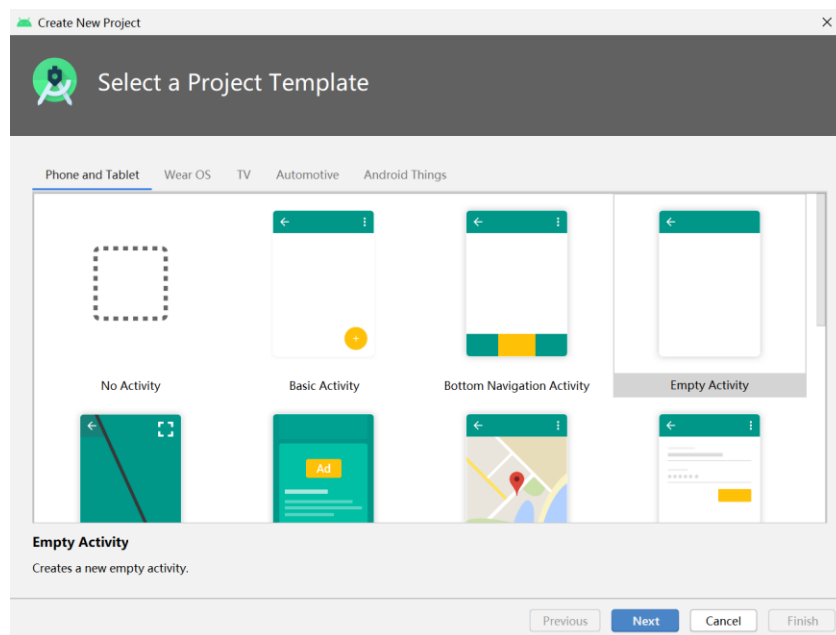 Create New Project
Select a Project Template
Phone and Tablet Wear OS TV Automotive Android Things
No Activity Basic Activity Bottom Navigation Activity Empty Activity
Ad
Empty Activity
Creates a new empty activity.
Previous Next Cancel Finish